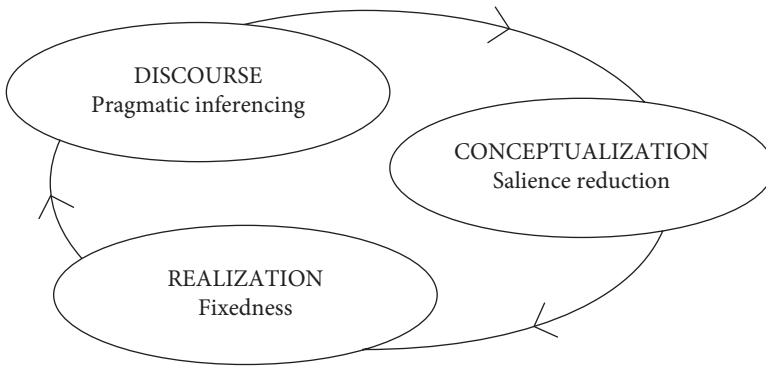 DISCOURSE
Pragmatic inferencing
CONCEPTUALIZATION
Salience reduction
REALIZATION
Fixedness